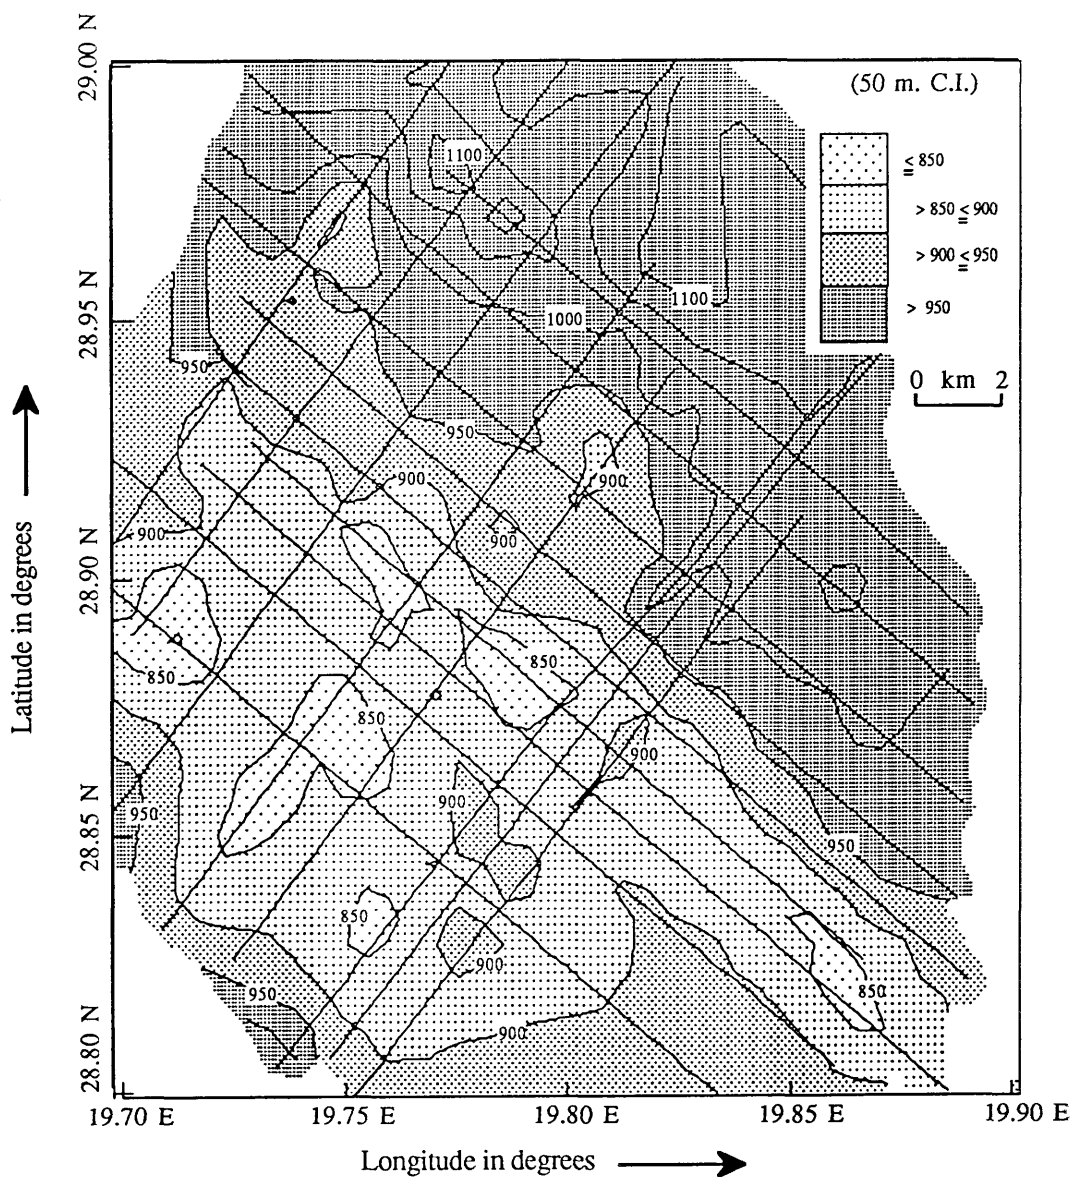 29.00 N
(50 m. C.I.)
≤ 850
> 850 ≤ 900
> 900 ≤ 950
> 950
1100
28.95 N
1100
1000
950
0 km 2
950
900
900
900
900
28.90 N
850
850
850
900
900
950
28.85 N
950
850
900
850
950
900
28.80 N
19.70 E
19.75 E
19.80 E
19.85 E
19.90 E
Latitude in degrees
Longitude in degrees